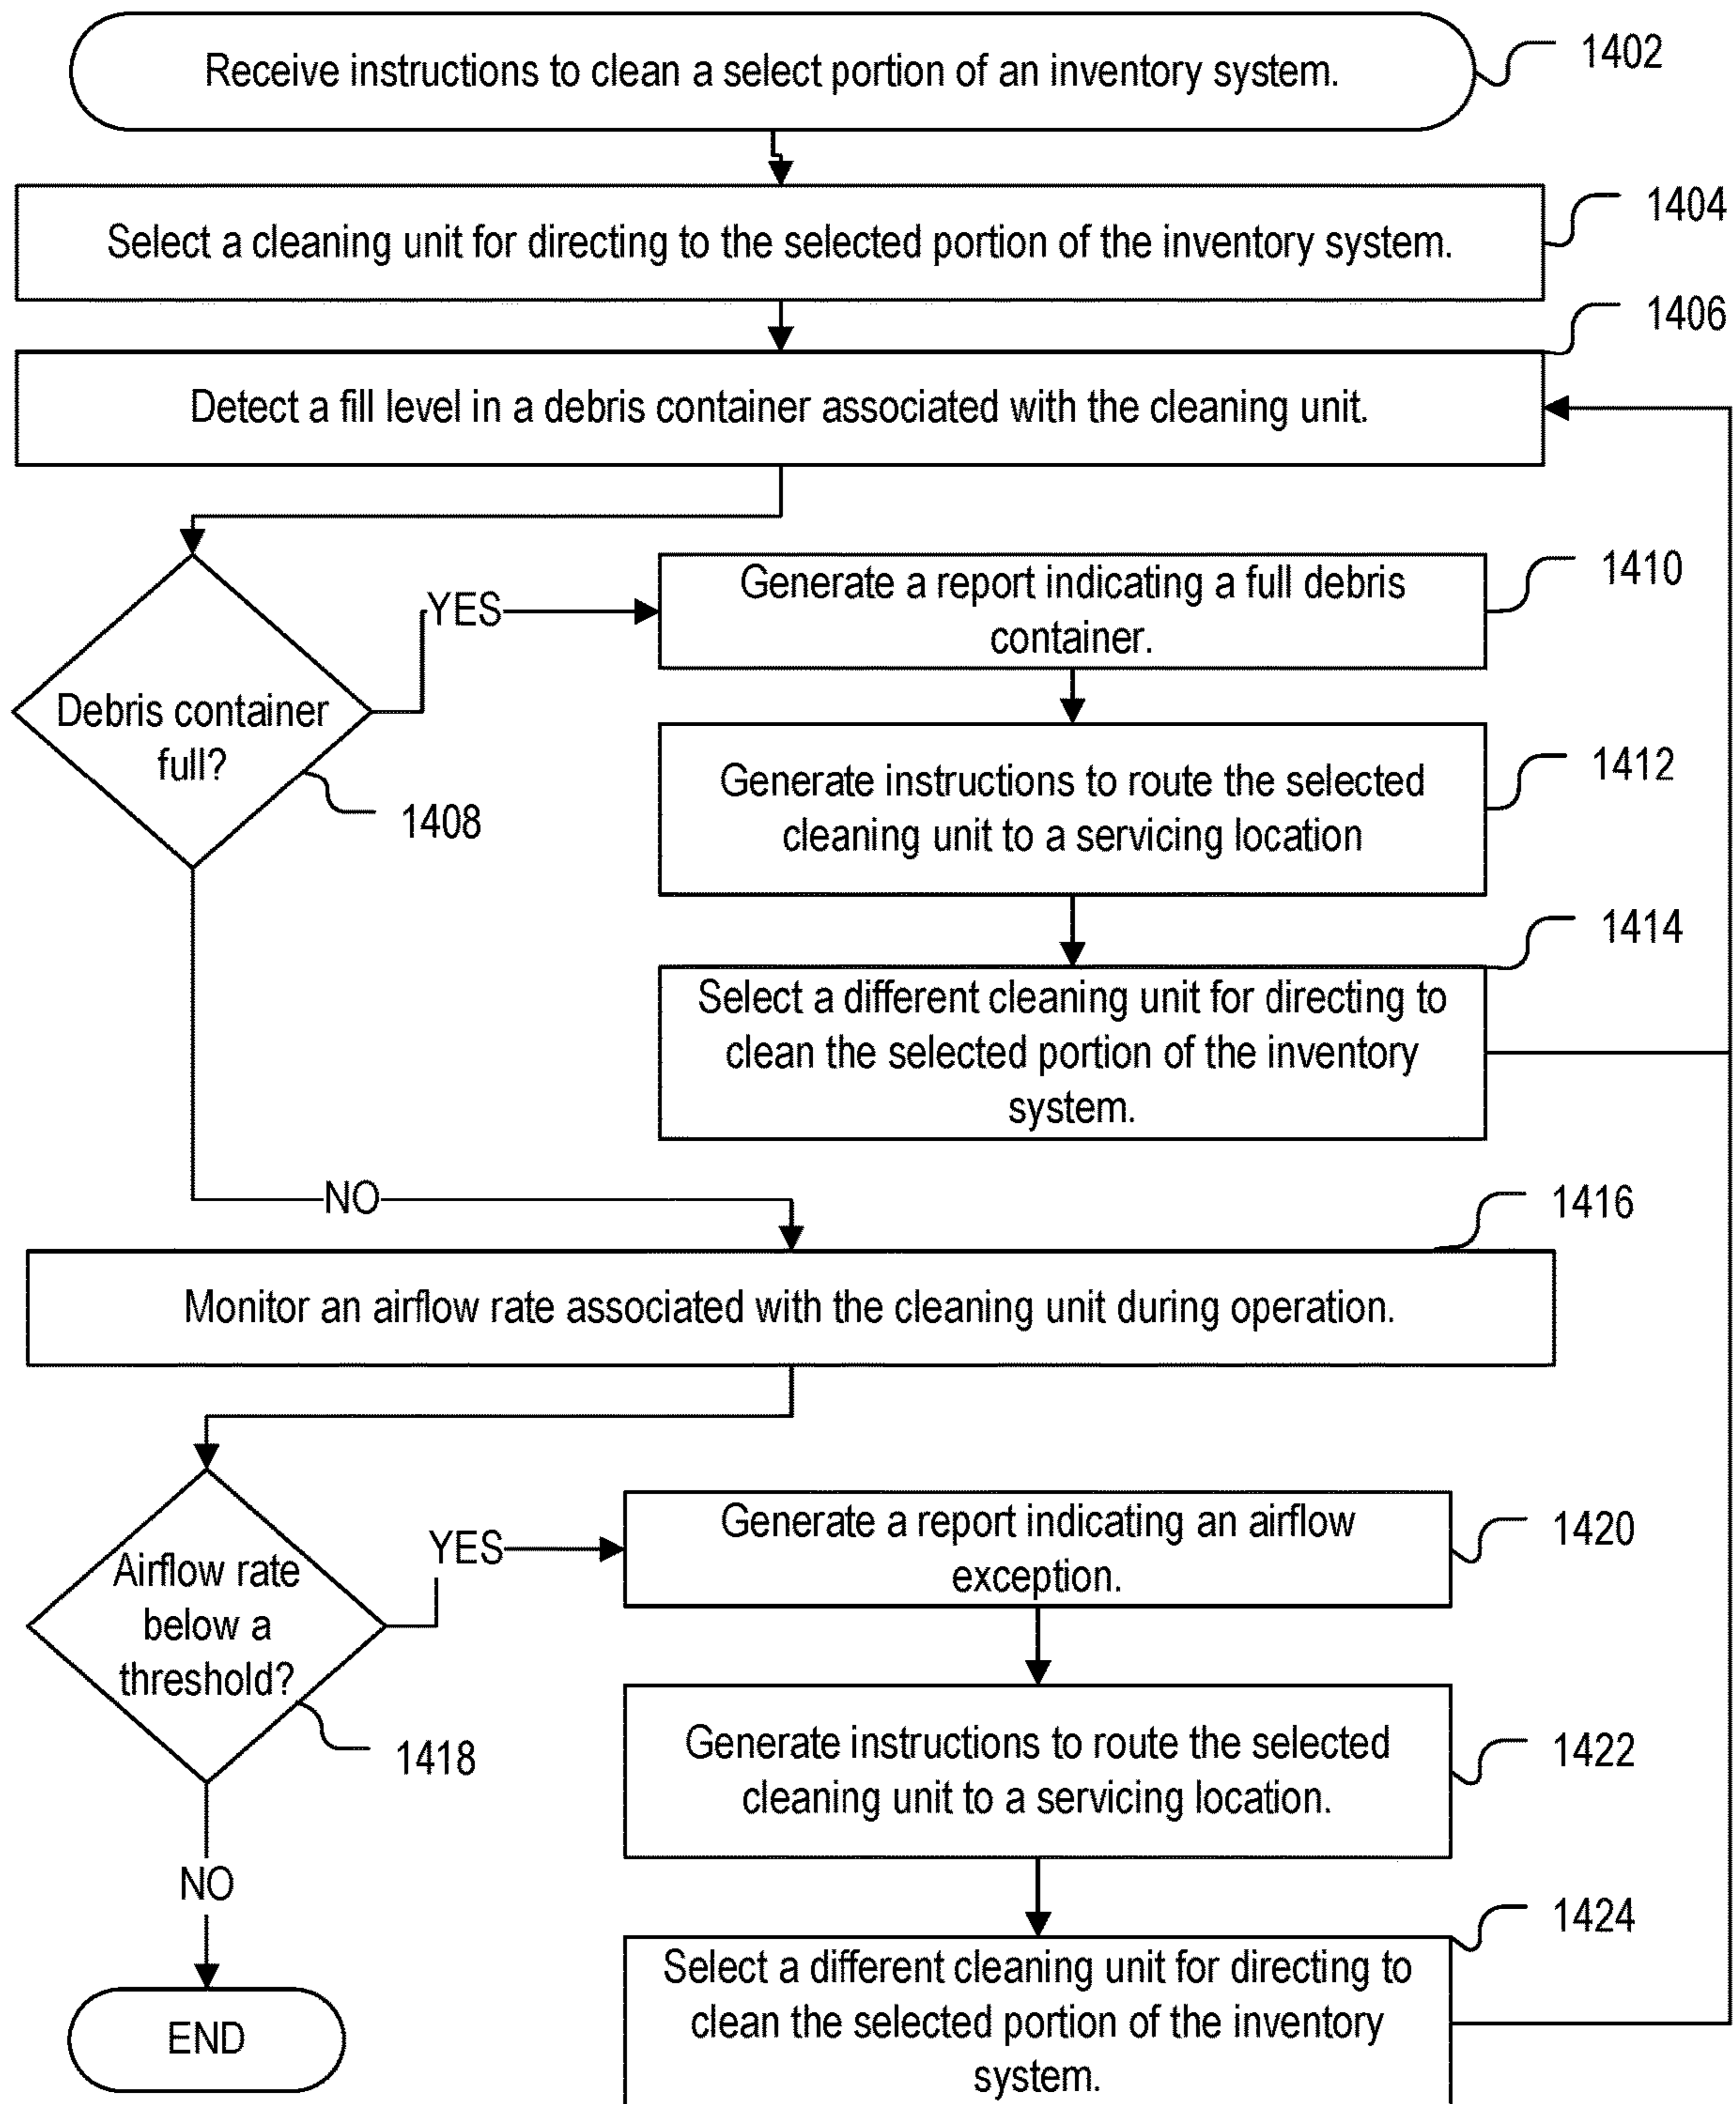 Receive instructions to clean a select portion of an inventory system.
1402
Select a cleaning unit for directing to the selected portion of the inventory system.
1404
Detect a fill level in a debris container associated with the cleaning unit.
1406
Debris container
full?
1408
YES
Generate a report indicating a full debris
container.
1410
Generate instructions to route the selected
cleaning unit to a servicing location
1412
Select a different cleaning unit for directing to
clean the selected portion of the inventory
system.
1414
NO
Monitor an airflow rate associated with the cleaning unit during operation.
1416
Airflow rate
below a
threshold?
1418
YES
Generate a report indicating an airflow
exception.
1420
Generate instructions to route the selected
cleaning unit to a servicing location.
1422
Select a different cleaning unit for directing to
clean the selected portion of the inventory
system.
1424
NO
END